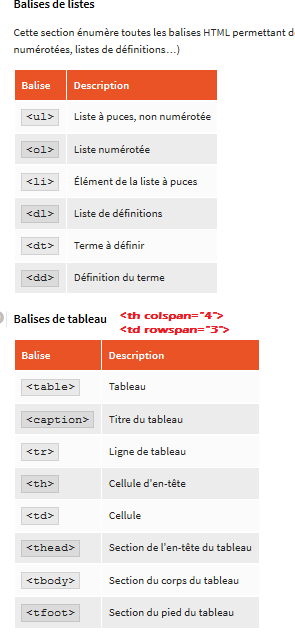 Balises de listes
Cette section énumère toutes les balises HTML permettant d
numérotées, listes de définitions…)
Balise Description
<ul> Liste à puces, non numérotée
<ol> Liste numérotée
<li> Élément de la liste à puces
<dl> Liste de définitions
<dt> Terme à définir
<dd> Définition du terme
<th colspan="4">
Balises de tableau
<td rowspan="3">
Balise Description
<table> Tableau
<caption> Titre du tableau
<tr> Ligne de tableau
<th> Cellule d'en-tête
<td> Cellule
<thead> Section de l'en-tête du tableau
<tbody> Section du corps du tableau
<tfoot> Section du pied du tableau